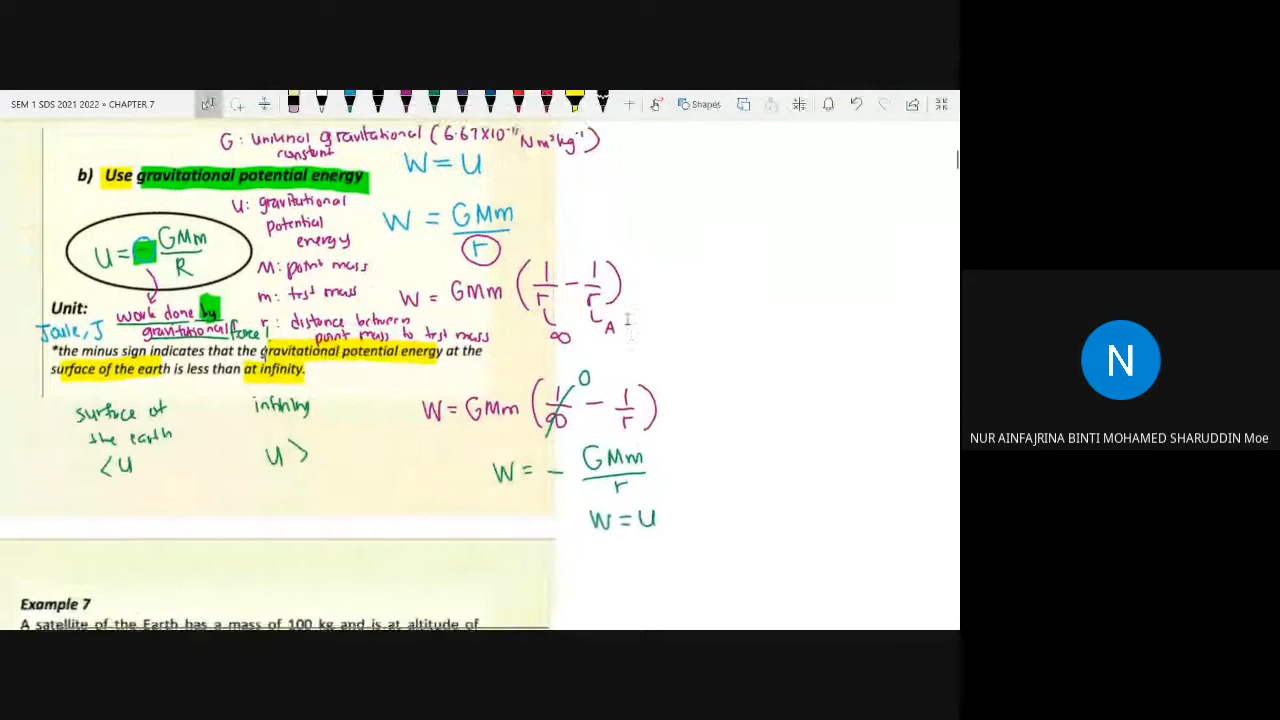 SEM 1 SDS 2021 2022 » CHAPTER 7
Shapes
G: universal gravitational constant (6.67×10⁻¹¹ Nm²kg⁻¹)
b) Use gravitational potential energy
U = - GMm / R
U: gravitational potential energy
M: point mass
m: test mass
r: distance between point mass to test mass
Unit:
Joule, J
work done by gravitational force!
*the minus sign indicates that the gravitational potential energy at the
surface of the earth is less than at infinity.
surface of the earth
< U
infinity
U >
W = U
W = GMm / r
W = GMm (1/r - 1/r)
∞ A
W = GMm (1/∞ - 1/r)
0
W = - GMm / r
W = U
Example 7
A satellite of the Earth has a mass of 100 kg and is at altitude of
N
NUR AINFAJRINA BINTI MOHAMED SHARUDDIN Moe